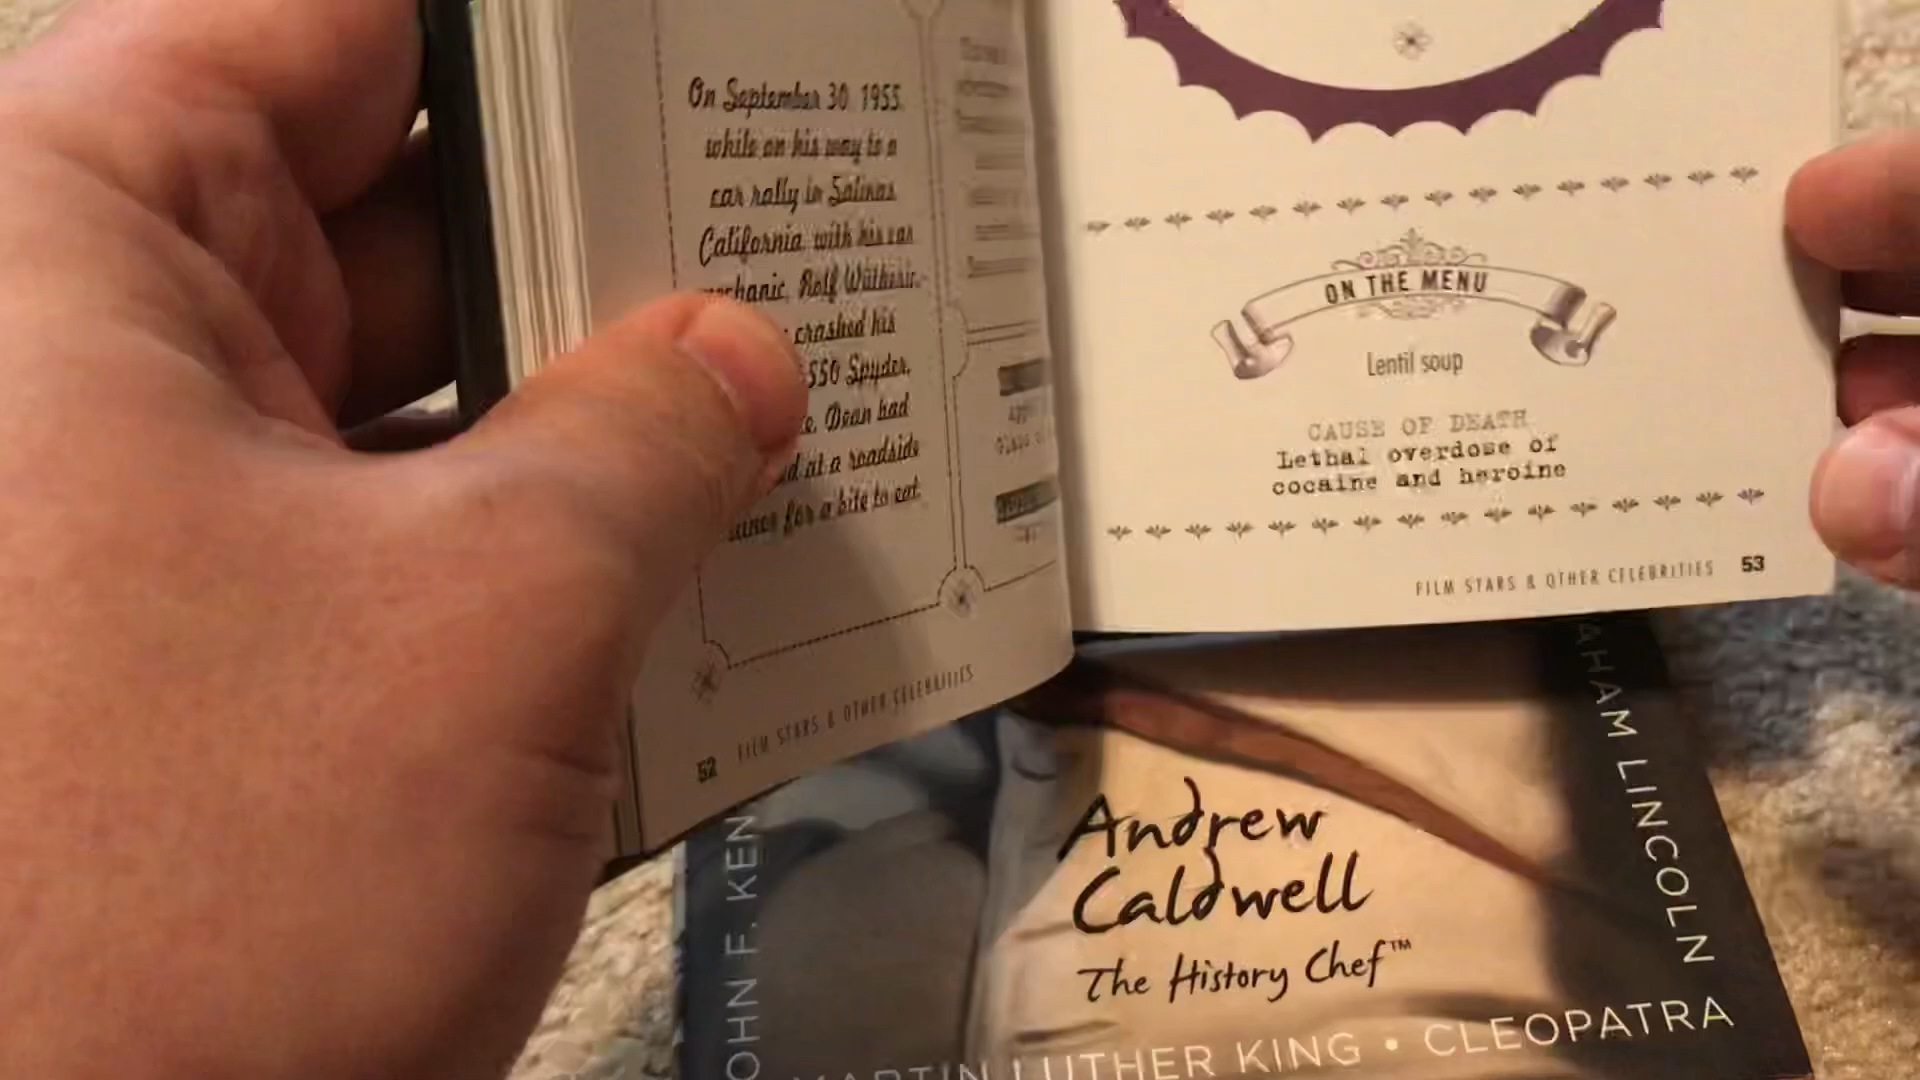 On September 30 1955.
while on his way to a
car rally in Salinas
California with his car
Rolf
crashed his
550 Spyder,
Dean had
at a roadside
for a bite to eat.
52 FILM STARS & OTHER CELEBRITIES
ON THE MENU
Lentil soup
CAUSE OF DEATH
Lethal overdose of
cocaine and heroine
FILM STARS & OTHER CELEBRITIES 53
Andrew
Caldwell
The History Chef™
OHN F. KEN
AHAM LINCOLN
MARTIN LUTHER KING • CLEOPATRA